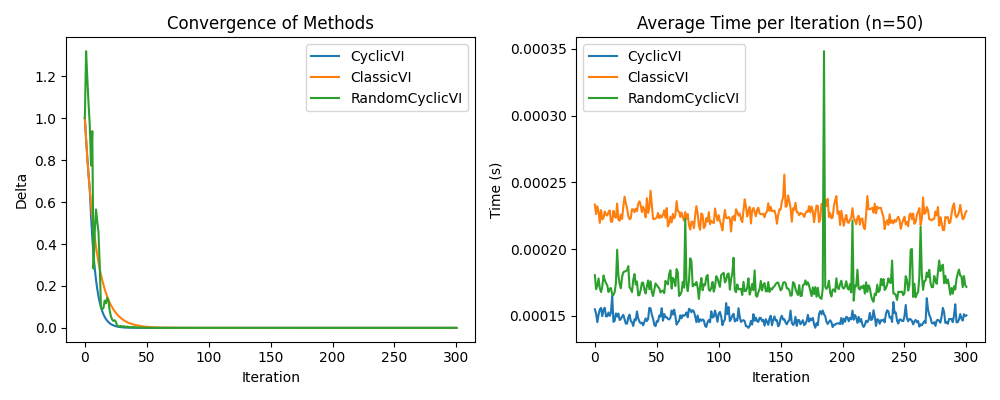 Convergence of Methods
CyclicVI
ClassicVI
RandomCyclicVI
1.2
1.0
0.8
0.6
0.4
0.2
0.0
Delta
0 50 100 150 200 250 300
Iteration
Average Time per Iteration (n=50)
CyclicVI
ClassicVI
RandomCyclicVI
0.00035
0.00030
0.00025
0.00020
0.00015
Time (s)
0 50 100 150 200 250 300
Iteration